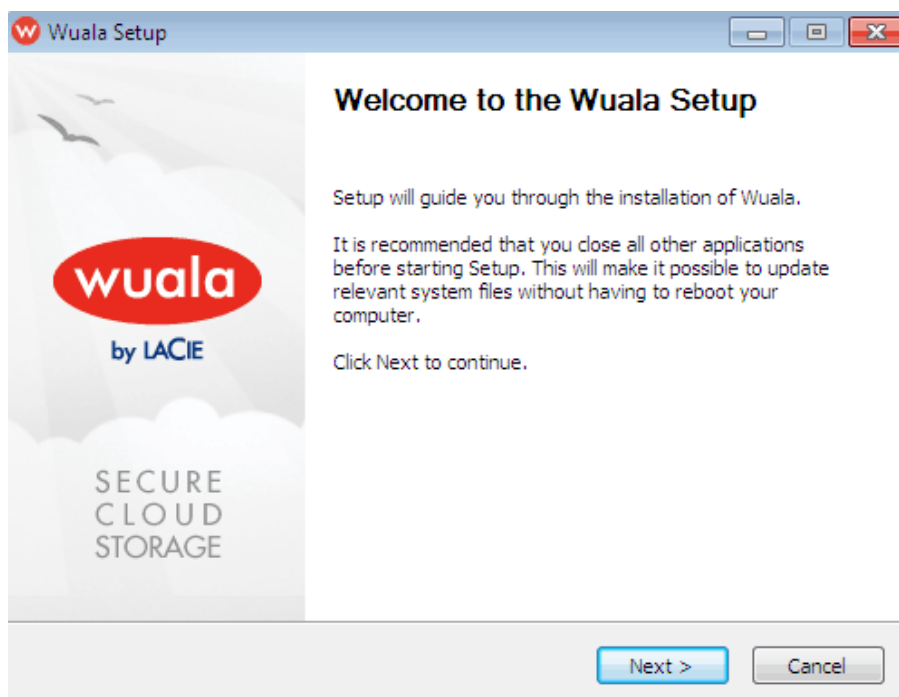 Wuala Setup
Welcome to the Wuala Setup
Setup will guide you through the installation of Wuala.
It is recommended that you close all other applications
before starting Setup. This will make it possible to update
relevant system files without having to reboot your
computer.
Click Next to continue.
wuala
by LACIE
SECURE
CLOUD
STORAGE
Next >
Cancel